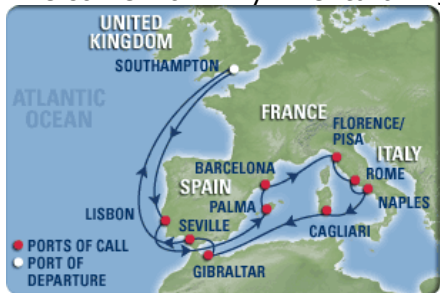 UNITED
KINGDOM
SOUTHAMPTON
ATLANTIC
OCEAN
FRANCE
FLORENCE/
PISA
ITALY
BARCELONA
ROME
SPAIN
NAPLES
LISBON
PALMA
SEVILLE
CAGLIARI
PORTS OF CALL
PORT OF
DEPARTURE
GIBRALTAR